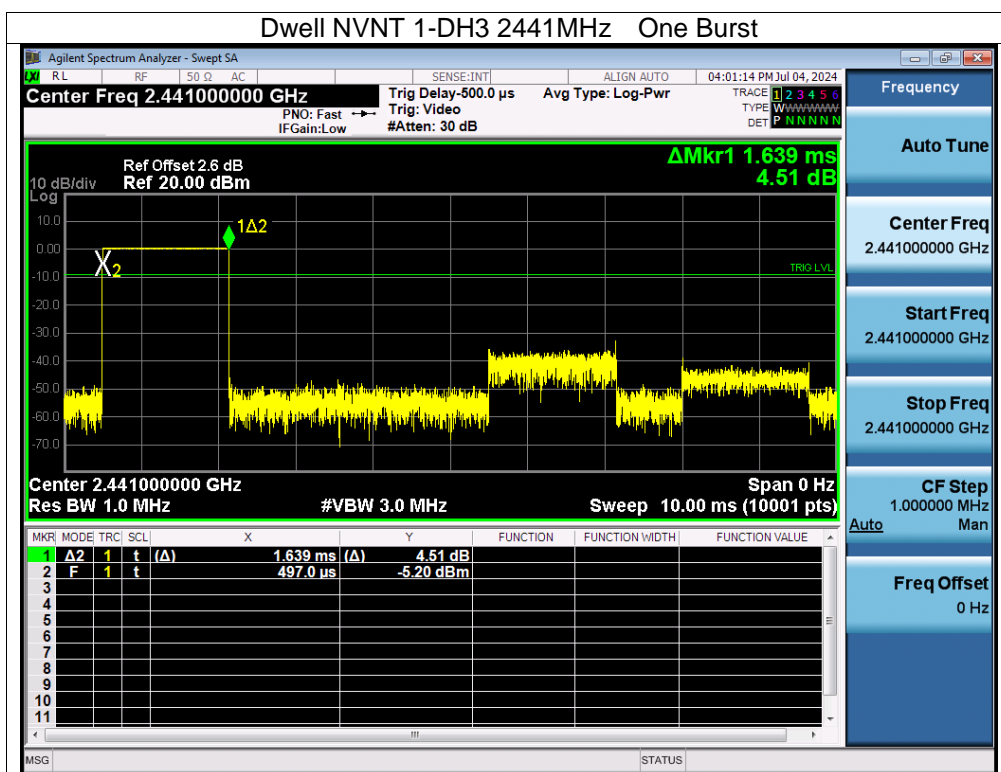 Dwell NVNT 1-DH3 2441MHz One Burst
Agilent Spectrum Analyzer - Swept SA
LXI RL RF 50 Ω AC SENSE:INT ALIGN AUTO 04:01:14 PM Jul 04, 2024
Center Freq 2.441000000 GHz
PNO: Fast
IFGain:Low
Trig Delay-500.0 µs
Trig: Video
#Atten: 30 dB
Avg Type: Log-Pwr
TRACE 1 2 3 4 5 6
TYPE WWWWWW
DET P N N N N N
Frequency
Auto Tune
Center Freq
2.441000000 GHz
Start Freq
2.441000000 GHz
Stop Freq
2.441000000 GHz
CF Step
1.000000 MHz
Auto Man
Freq Offset
0 Hz
ΔMkr1 1.639 ms
4.51 dB
Ref Offset 2.6 dB
10 dB/div Ref 20.00 dBm
Log
10.0
0.00
-10.0
-20.0
-30.0
-40.0
-50.0
-60.0
-70.0
1Δ2
X2
TRIG LVL
Center 2.441000000 GHz Span 0 Hz
Res BW 1.0 MHz #VBW 3.0 MHz Sweep 10.00 ms (10001 pts)
MKR MODE TRC SCL X Y FUNCTION FUNCTION WIDTH FUNCTION VALUE
1 Δ2 1 t (Δ) 1.639 ms (Δ) 4.51 dB
2 F 1 t 497.0 µs -5.20 dBm
3
4
5
6
7
8
9
10
11
MSG STATUS